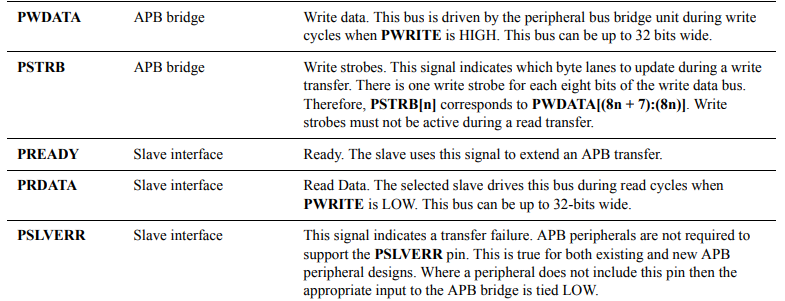 PWDATA APB bridge Write data. This bus is driven by the peripheral bus bridge unit during write
cycles when PWRITE is HIGH. This bus can be up to 32 bits wide.
PSTRB APB bridge Write strobes. This signal indicates which byte lanes to update during a write
transfer. There is one write strobe for each eight bits of the write data bus.
Therefore, PSTRB[n] corresponds to PWDATA[(8n + 7):(8n)]. Write
strobes must not be active during a read transfer.
PREADY Slave interface Ready. The slave uses this signal to extend an APB transfer.
PRDATA Slave interface Read Data. The selected slave drives this bus during read cycles when
PWRITE is LOW. This bus can be up to 32-bits wide.
PSLVERR Slave interface This signal indicates a transfer failure. APB peripherals are not required to
support the PSLVERR pin. This is true for both existing and new APB
peripheral designs. Where a peripheral does not include this pin then the
appropriate input to the APB bridge is tied LOW.